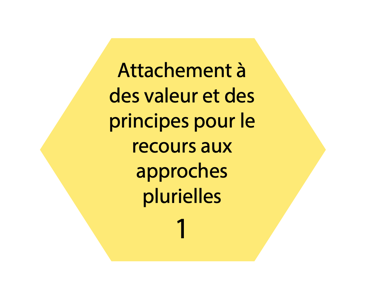 Attachement à
des valeur et des
principes pour le
recours aux
approches
plurielles
1